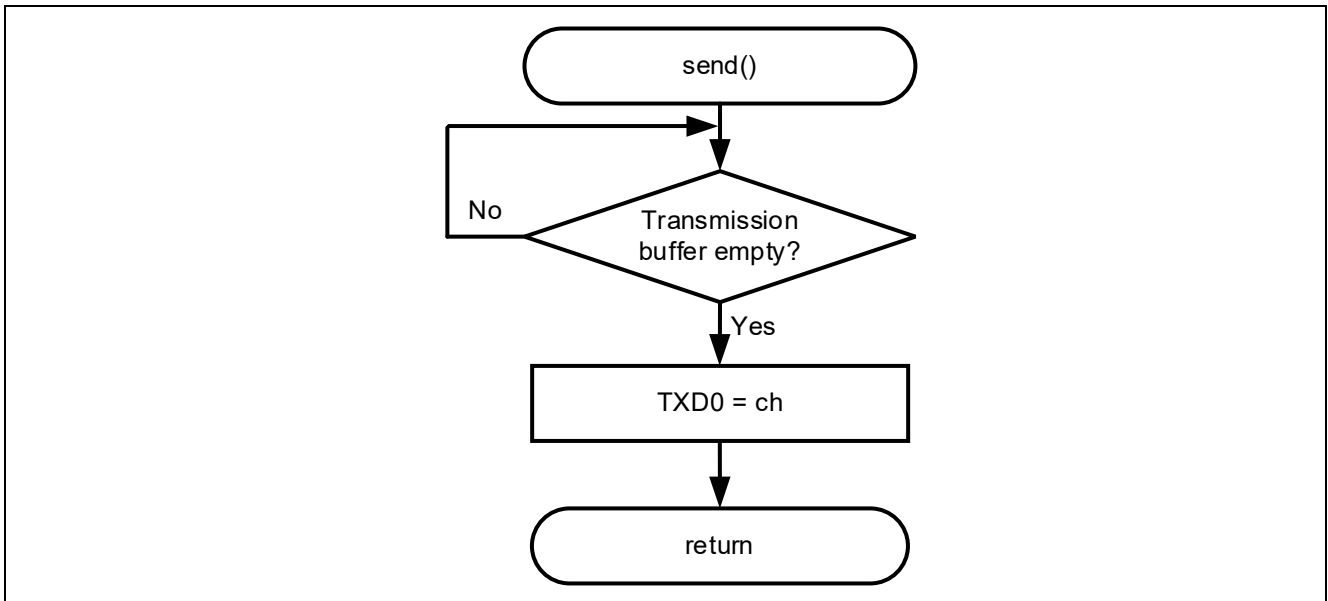 send()
No
Transmission
buffer empty?
Yes
TXD0 = ch
return